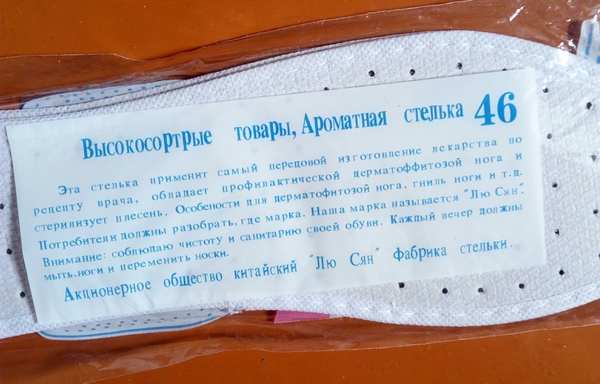 Высокосортрые товары, Ароматная стелька 46
Эта стелька применит самый передовой изготовление лекарства по
рецепту врача, обладает профилактической дерматоффитозой нога и
стерилизует плесень. Особености для дерматофитозой нога, гниль ноги и т.д.
Потребители должны разобрать, где марка. Наша марка называется "Лю Сян".
Внимание: соблюдаю чистоту и санитарию своей обуви. Каждый вечер должны
мыть.ноги и переменить носки.
Акционерное общество китайский "Лю Сян" фабрика стельки.